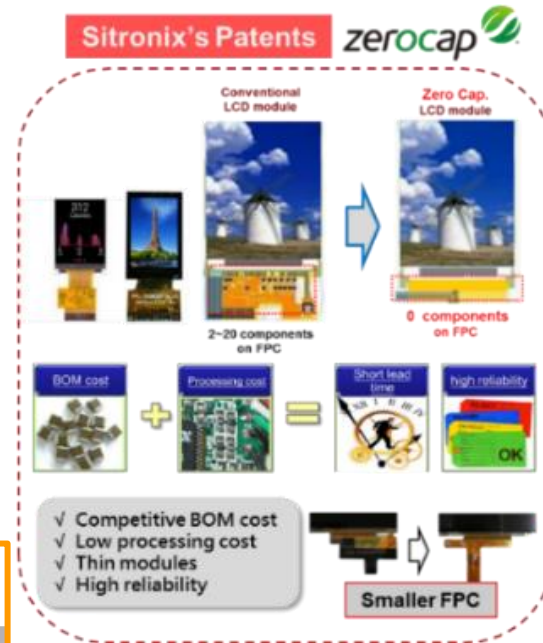 Sitronix's Patents
zerocap
Conventional
LCD module
Zero Cap.
LCD module
312
2~20 components
on FPC
0 components
on FPC
BOM cost
+
Processing cost
=
Short lead
time
high reliability
OK
√ Competitive BOM cost
√ Low processing cost
√ Thin modules
√ High reliability
Smaller FPC